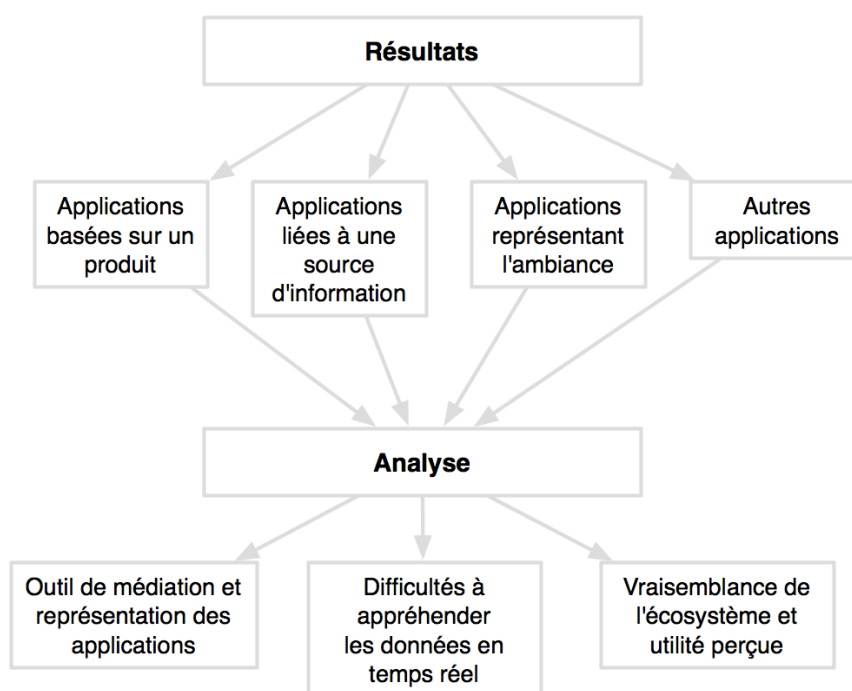 Résultats
Applications
basées sur un
produit
Applications
liées à une
source
d'information
Applications
représentant
l'ambiance
Autres
applications
Analyse
Outil de médiation et
représentation des
applications
Difficultés à
appréhender
les données en
temps réel
Vraisemblance de
l'écosystème et
utilité perçue